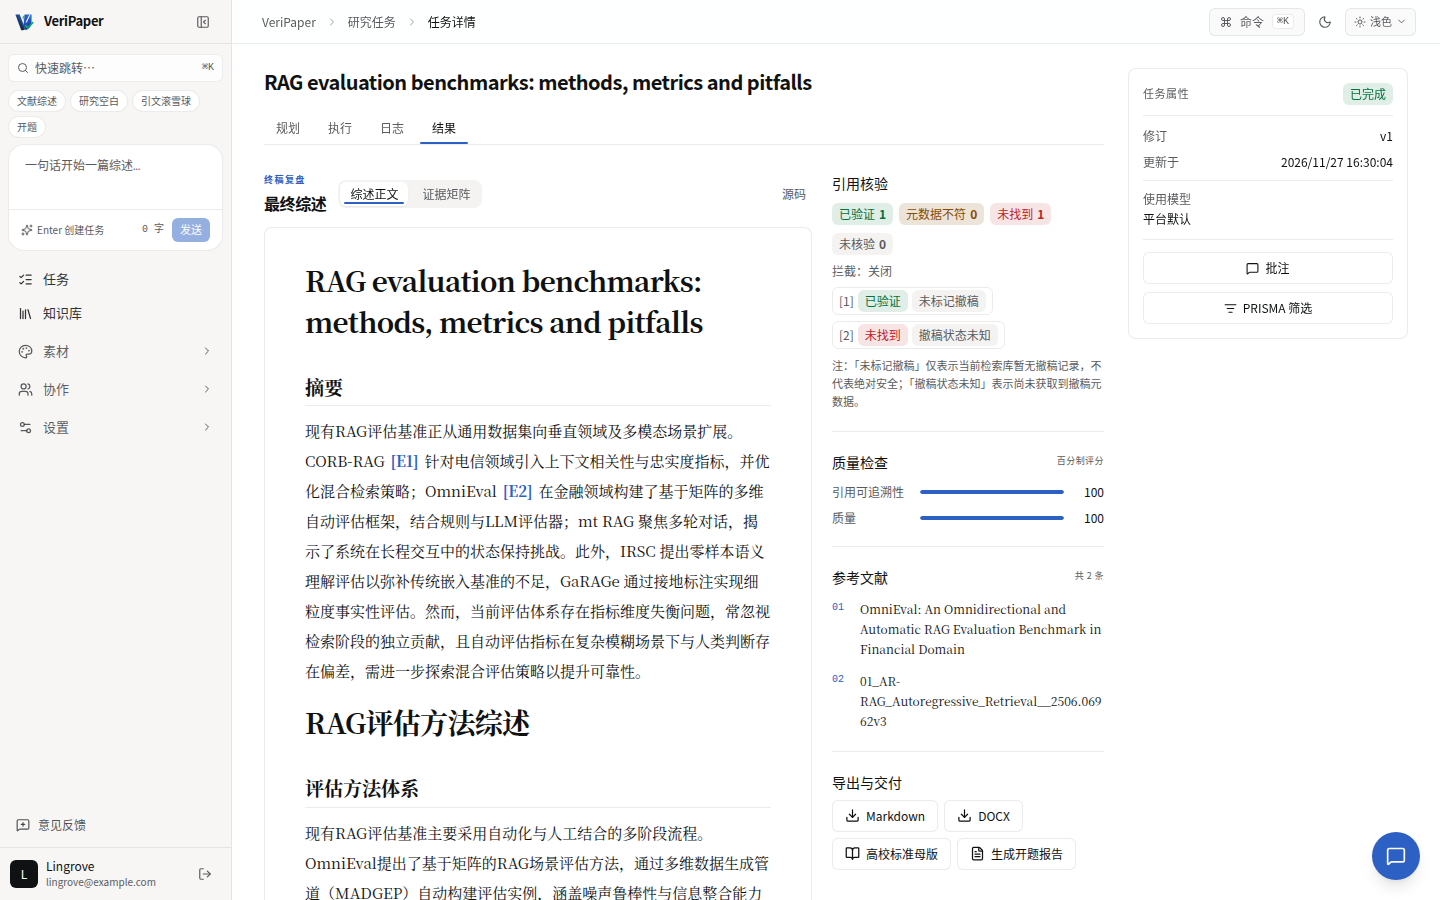 VeriPaper
快速跳转… ⌘K
文献综述 研究空白 引文滚雪球
开题
一句话开始一篇综述...
Enter 创建任务 0 字 发送
任务
知识库
素材
协作
设置
意见反馈
L Lingrove
lingrove@example.com
VeriPaper 研究任务 任务详情
⌘ 命令 ⌘K 浅色
RAG evaluation benchmarks: methods, metrics and pitfalls
规划 执行 日志 结果
终稿复盘
最终综述 综述正文 证据矩阵 源码
RAG evaluation benchmarks:
methods, metrics and pitfalls
摘要
现有RAG评估基准正从通用数据集向垂直领域及多模态场景扩展。
CORB-RAG [E1] 针对电信领域引入上下文相关性与忠实度指标，并优
化混合检索策略；OmniEval [E2] 在金融领域构建了基于矩阵的多维
自动评估框架，结合规则与LLM评估器；mt RAG 聚焦多轮对话，揭
示了系统在长程交互中的状态保持挑战。此外，IRSC 提出零样本语义
理解评估以弥补传统嵌入基准的不足，GaRAGe 通过接地标注实现细
粒度事实性评估。然而，当前评估体系存在指标维度失衡问题，常忽视
检索阶段的独立贡献，且自动评估指标在复杂模糊场景下与人类判断存
在偏差，需进一步探索混合评估策略以提升可靠性。
RAG评估方法综述
评估方法体系
现有RAG评估基准主要采用自动化与人工结合的多阶段流程。
OmniEval提出了基于矩阵的RAG场景评估方法，通过多维数据生成管
道（MADGEP）自动构建评估实例，涵盖噪声鲁棒性与信息整合能力
引用核验
已验证 1 元数据不符 0 未找到 1
未核验 0
拦截：关闭
[1] 已验证 未标记撤稿
[2] 未找到 撤稿状态未知
注：「未标记撤稿」仅表示当前检索库暂无撤稿记录，不
代表绝对安全；「撤稿状态未知」表示尚未获取到撤稿元
数据。
质量检查 百分制评分
引用可追溯性 100
质量 100
参考文献 共 2 条
01 OmniEval: An Omnidirectional and
Automatic RAG Evaluation Benchmark in
Financial Domain
02 01_AR-
RAG_Autoregressive_Retrieval__2506.069
62v3
导出与交付
Markdown DOCX
高校标准母版 生成开题报告
任务属性 已完成
修订 v1
更新于 2026/11/27 16:30:04
使用模型
平台默认
批注
PRISMA 筛选